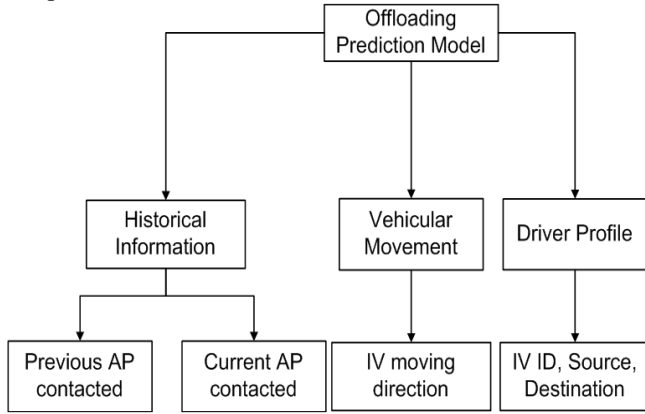 Offloading
Prediction Model
Historical
Information
Vehicular
Movement
Driver Profile
Previous AP
contacted
Current AP
contacted
IV moving
direction
IV ID, Source,
Destination